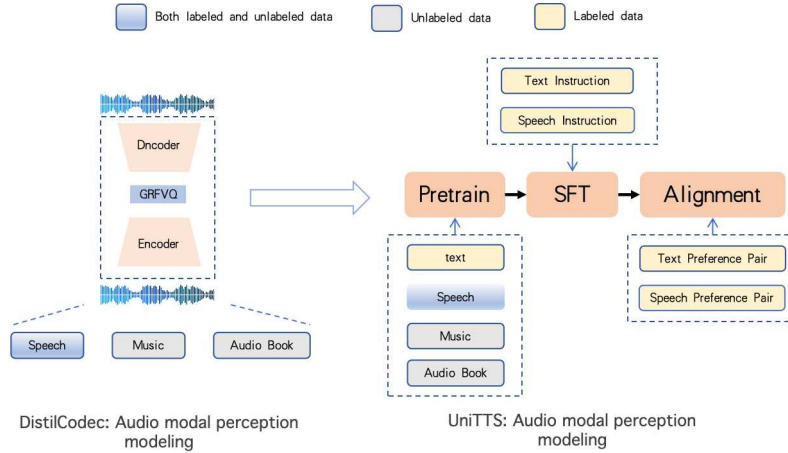 Both labeled and unlabeled data
Unlabeled data
Labeled data
Dncoder
GRFVQ
Encoder
Speech
Music
Audio Book
DistilCodec: Audio modal perception
modeling
Text Instruction
Speech Instruction
Pretrain
SFT
Alignment
text
Speech
Music
Audio Book
Text Preference Pair
Speech Preference Pair
UniTTS: Audio modal perception
modeling